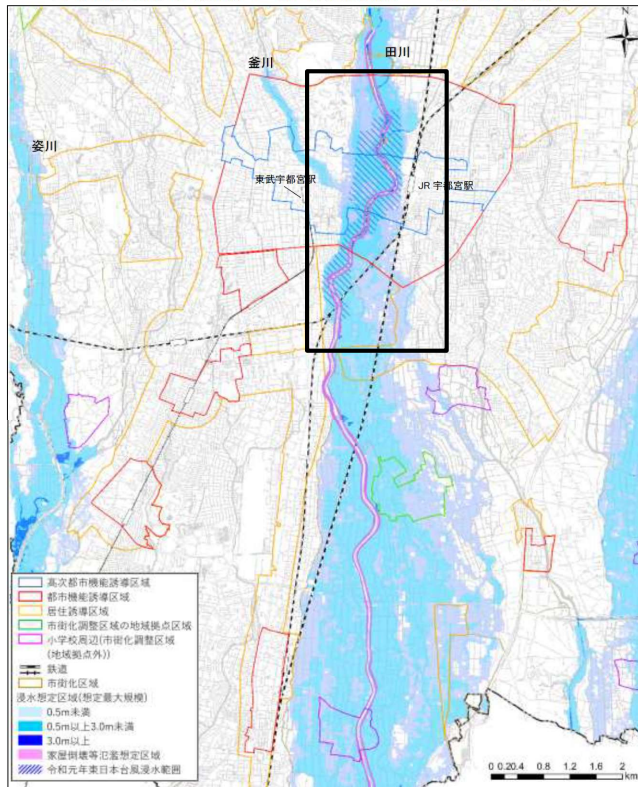 田川
釜川
姿川
東武宇都宮駅
JR 宇都宮駅
高次都市機能誘導区域
都市機能誘導区域
居住誘導区域
市街化調整区域の地域拠点区域
小学校周辺(市街化調整区域
(地域拠点外))
鉄道
市街化区域
浸水想定区域(想定最大規模)
0.5m未満
0.5m以上3.0m未満
3.0m以上
家屋倒壊等氾濫想定区域
令和元年東日本台風浸水範囲
0 0.20.4 0.8 1.2 1.6 2
km